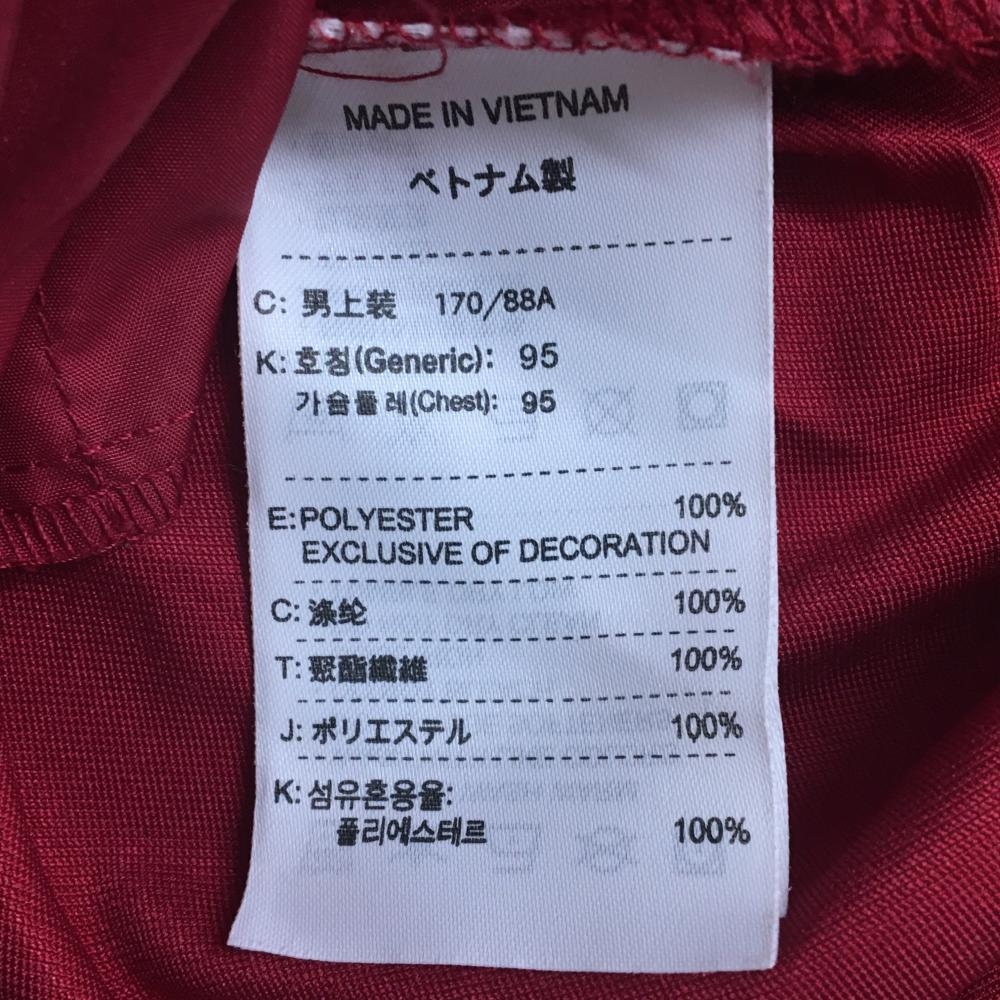 MADE IN VIETNAM
ベトナム製
C: 男上装 170/88A
K: 호칭(Generic): 95
가슴둘레(Chest): 95
E:POLYESTER 100%
EXCLUSIVE OF DECORATION
C: 涤纶 100%
T: 聚酯纖維 100%
J: ポリエステル 100%
K: 섬유혼용율:
폴리에스테르 100%